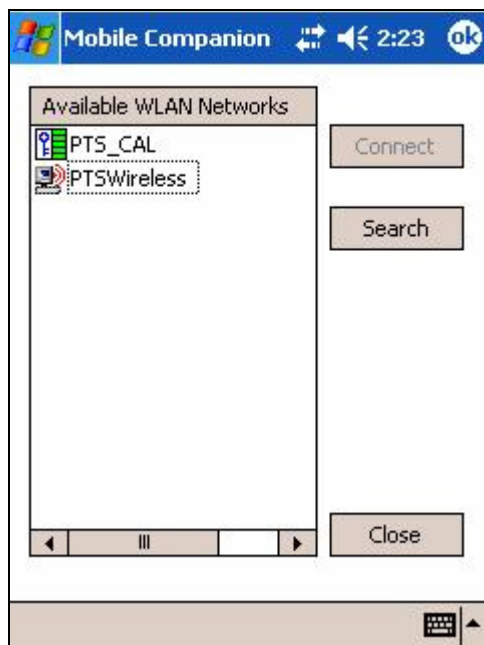 Mobile Companion 2:23 ok
Available WLAN Networks
PTS_CAL
Connect
PTSWireless
Search
Close